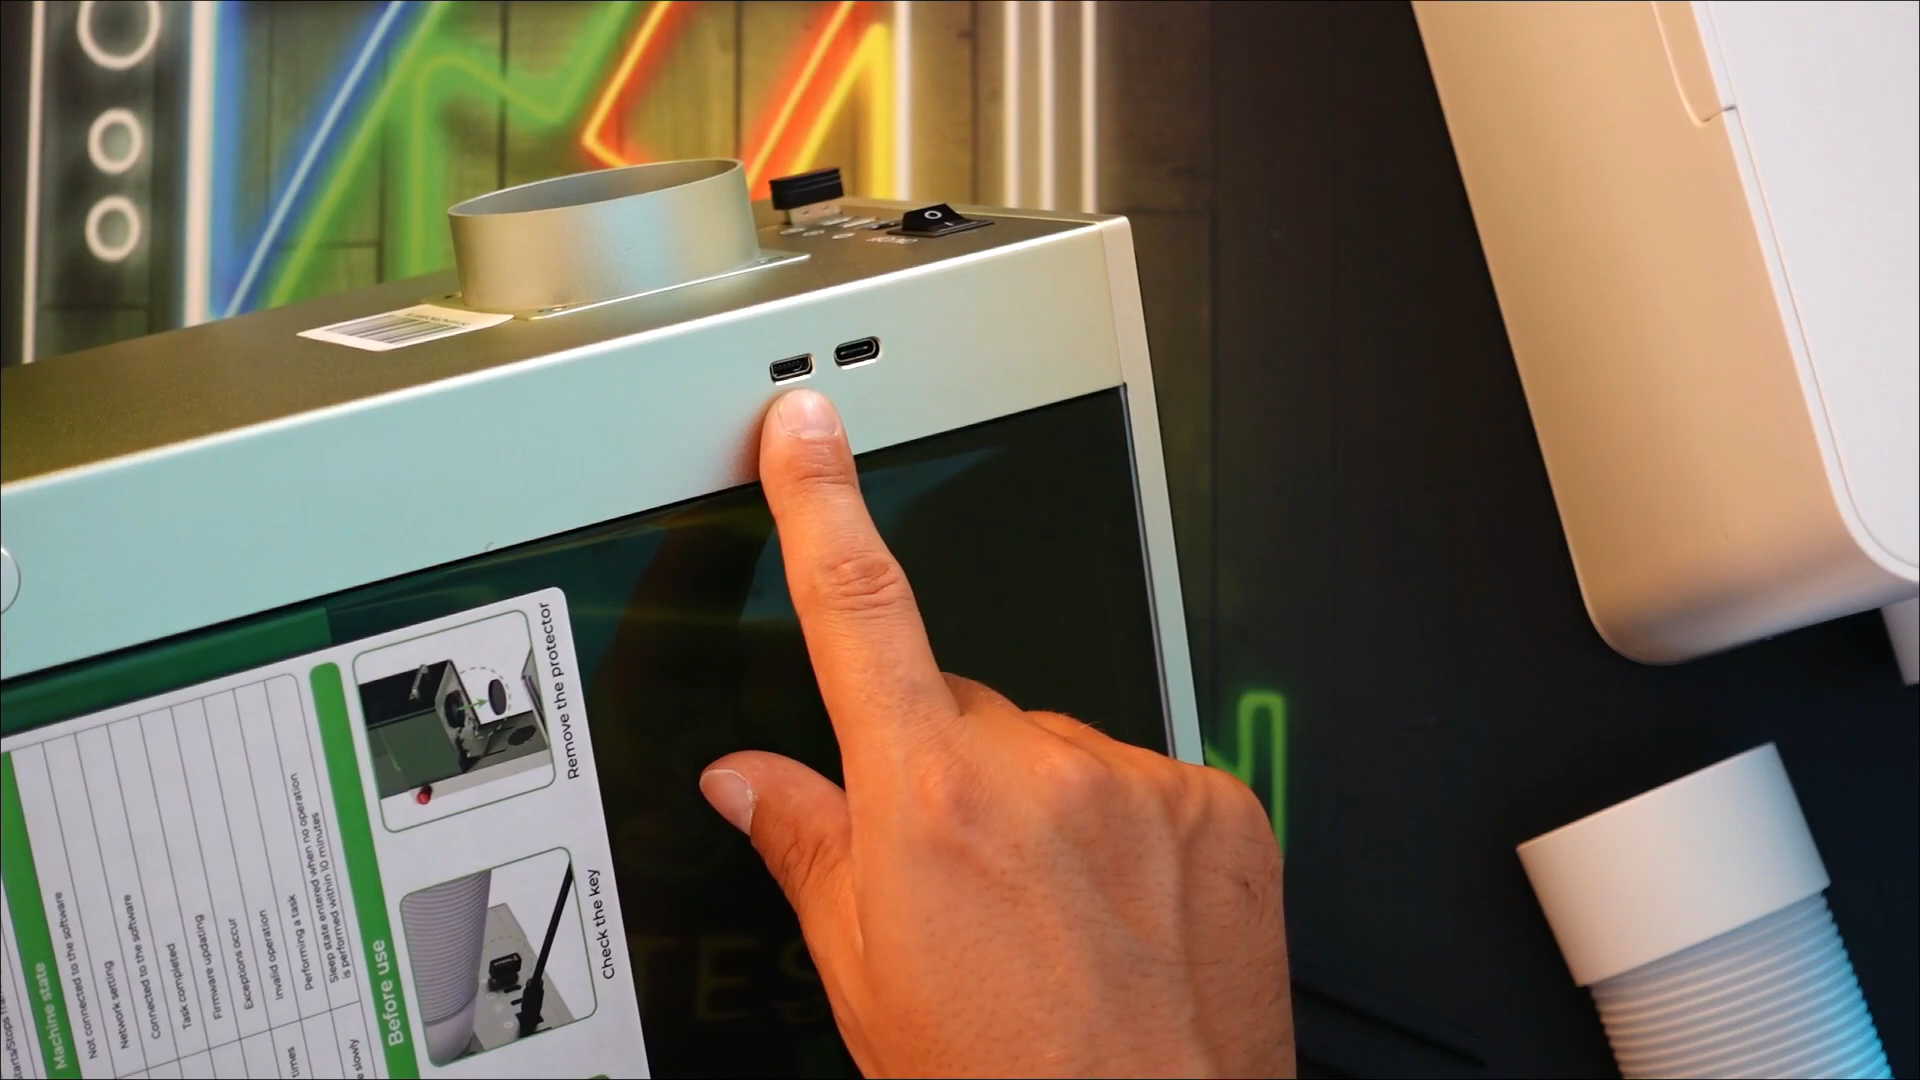 Machine state
Not connected to the software
Network setting
Connected to the software
Task completed
Firmware updating
Exceptions occur
Invalid operation
Performing a task
Sleep state entered when no operation
is performed within 10 minutes
times
slowly
Before use
Remove the protector
Check the key